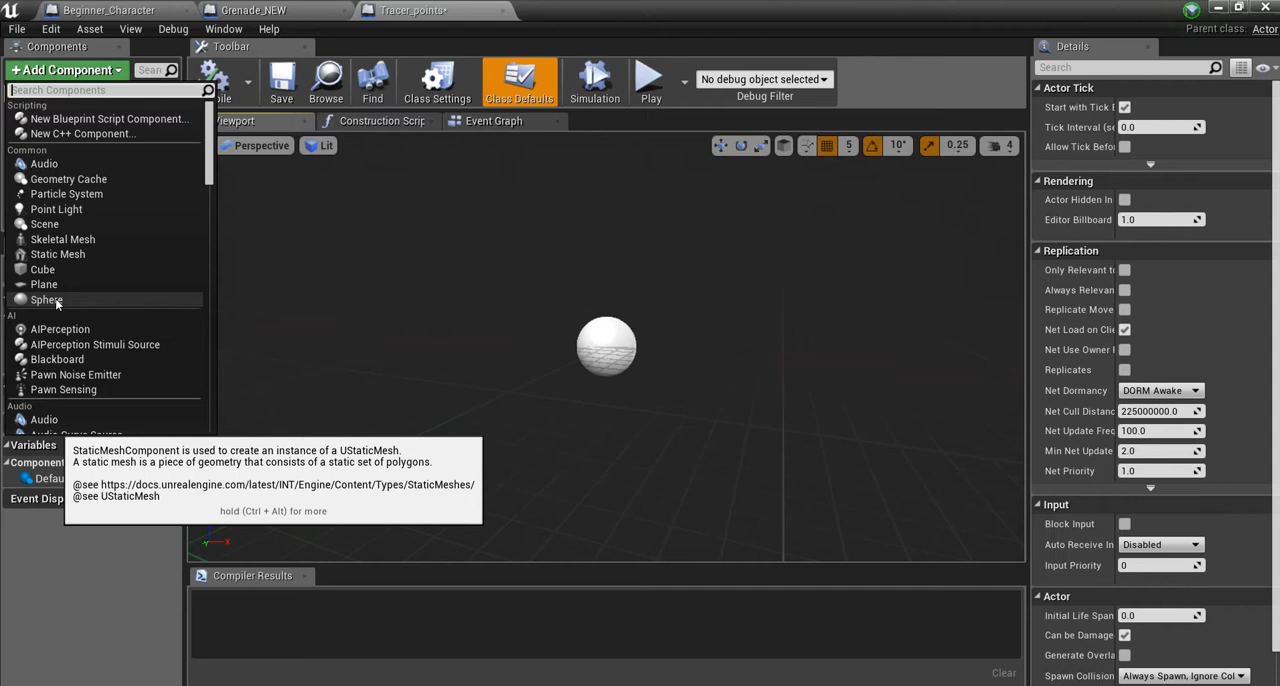 Beginner_Character
Grenade_NEW
Tracer_points*
File Edit Asset View Debug Window Help
Parent class: Actor
Components
Toolbar
Details
+Add Component
Sear
Save
Browse
Find
Class Settings
Class Defaults
Simulation
Play
No debug object selected
Debug Filter
Search
Search Components
Scripting
New Blueprint Script Component...
New C++ Component...
Common
Audio
Geometry Cache
Particle System
Point Light
Scene
Skeletal Mesh
Static Mesh
Cube
Plane
Sphere
AI
AIPerception
AIPerception Stimuli Source
Blackboard
Pawn Noise Emitter
Pawn Sensing
Audio
Audio
Variables
Component
Defau
Event Disp
Construction Scrip
Event Graph
Perspective
Lit
5
10°
0.25
4
StaticMeshComponent is used to create an instance of a UStaticMesh.
A static mesh is a piece of geometry that consists of a static set of polygons.
@see https://docs.unrealengine.com/latest/INT/Engine/Content/Types/StaticMeshes/
@see UStaticMesh
hold (Ctrl + Alt) for more
Compiler Results
Clear
Actor Tick
Start with Tick E
Tick Interval (se 0.0
Allow Tick Befor
Rendering
Actor Hidden In
Editor Billboard 1.0
Replication
Only Relevant to
Always Relevan
Replicate Move
Net Load on Clie
Net Use Owner
Replicates
Net Dormancy DORM Awake
Net Cull Distanc 225000000.0
Net Update Freq 100.0
Min Net Update 2.0
Net Priority 1.0
Input
Block Input
Auto Receive In Disabled
Input Priority 0
Actor
Initial Life Span 0.0
Can be Damage
Generate Overla
Spawn Collision Always Spawn, Ignore Col